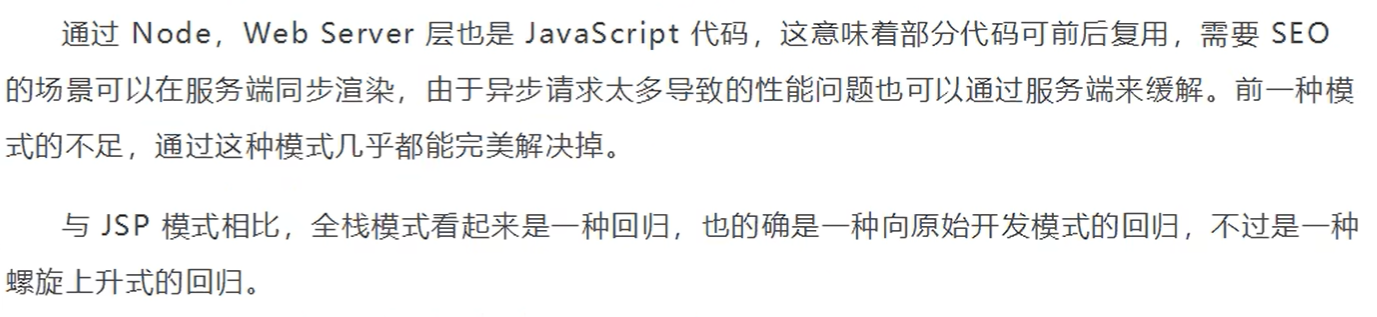 通过 Node，Web Server 层也是 JavaScript 代码，这意味着部分代码可前后复用，需要 SEO
的场景可以在服务端同步渲染，由于异步请求太多导致的性能问题也可以通过服务端来缓解。前一种模
式的不足，通过这种模式几乎都能完美解决掉。
与 JSP 模式相比，全栈模式看起来是一种回归，也的确是一种向原始开发模式的回归，不过是一种
螺旋上升式的回归。